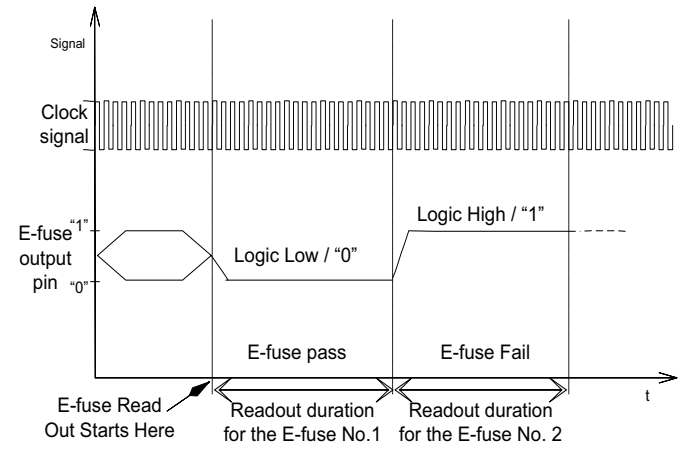 Signal
Clock
signal
"1"
E-fuse
output
pin
"0"
Logic Low / "0"
Logic High / "1"
E-fuse pass
E-fuse Fail
t
E-fuse Read
Out Starts Here
Readout duration
for the E-fuse No.1
Readout duration
for the E-fuse No. 2